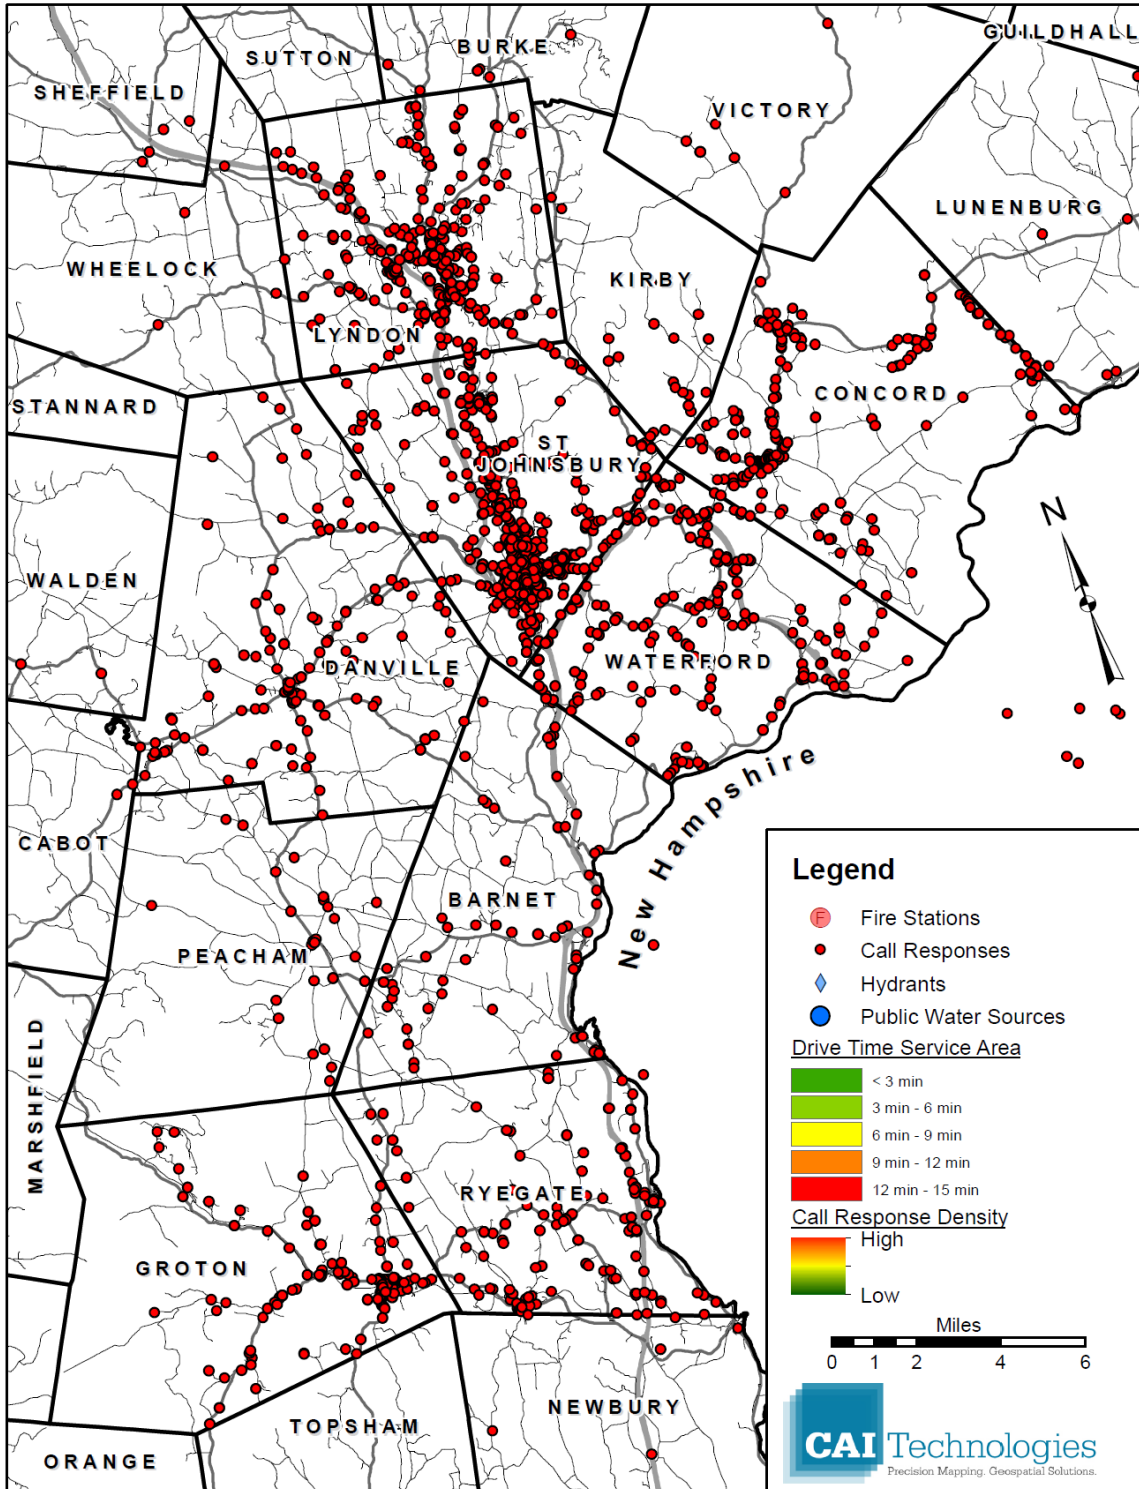 GUILDHALL
BURKE
SUTTON
SHEFFIELD
VICTORY
LUNENBURG
WHEELOCK
KIRBY
LYNDON
CONCORD
STANNARD
ST
JOHNSBURY
WALDEN
DANVILLE
WATERFORD
New Hampshire
CABOT
BARNET
PEACHAM
MARSHFIELD
RYEGATE
GROTON
NEWBURY
TOPSHAM
ORANGE
N
Legend
F
Fire Stations
Call Responses
Hydrants
Public Water Sources
Drive Time Service Area
< 3 min
3 min - 6 min
6 min - 9 min
9 min - 12 min
12 min - 15 min
Call Response Density
High
Low
Miles
0 1 2 4 6
CAI Technologies
Precision Mapping. Geospatial Solutions.